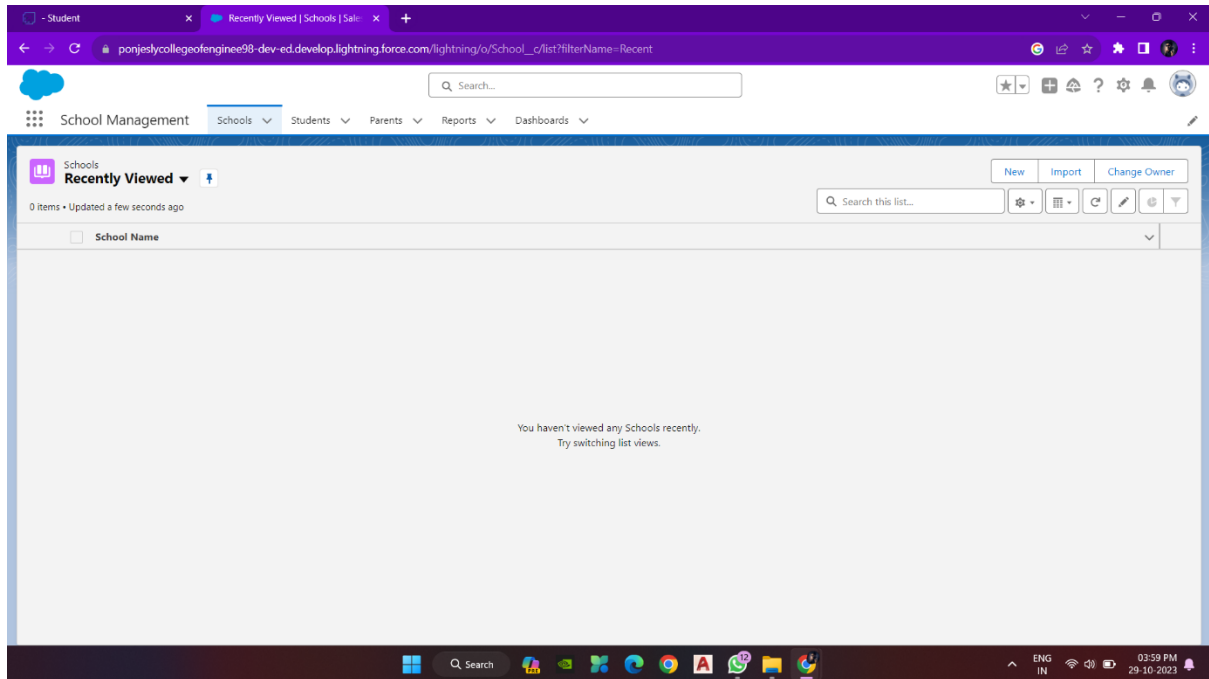 - Student
Recently Viewed | Schools | Sale
ponjeslycollegeofenginee98-dev-ed.develop.lightning.force.com/lightning/o/School__c/list?filterName=Recent
Search...
School Management Schools Students Parents Reports Dashboards
Schools
Recently Viewed
New Import Change Owner
0 items • Updated a few seconds ago
Search this list...
School Name
You haven't viewed any Schools recently.
Try switching list views.
Search
ENG
IN
03:59 PM
29-10-2023